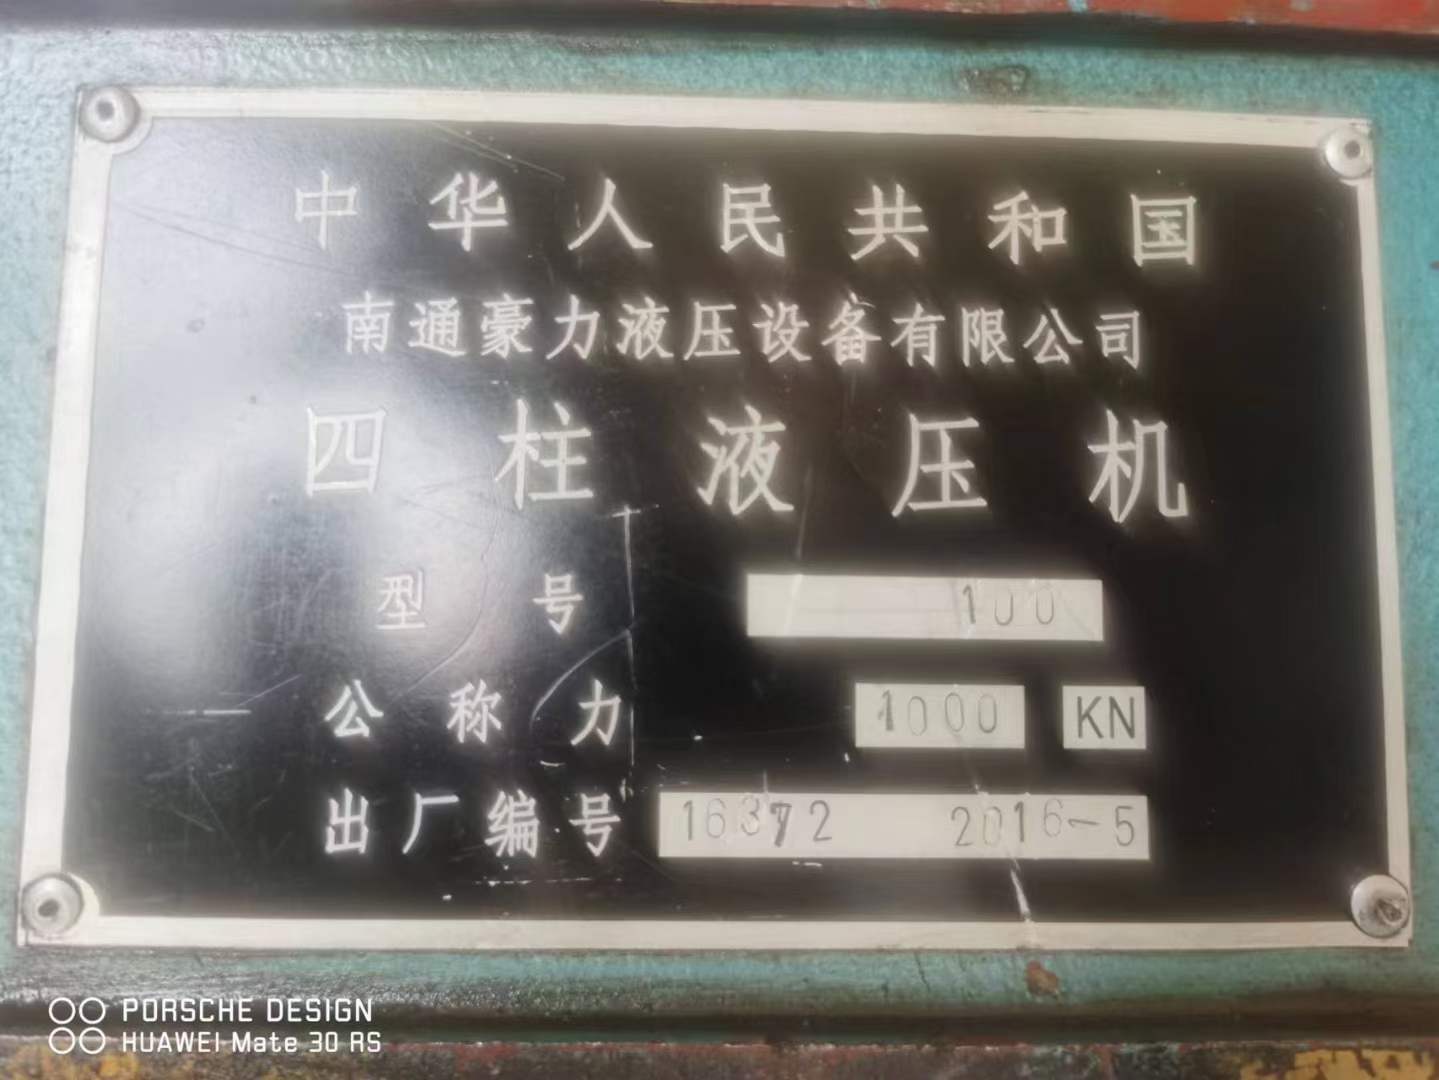 中华人民共和国
南通豪力液压设备有限公司
四柱液压机
型号 100
公称力 1000 KN
出厂编号 16372 2016-5
PORSCHE DESIGN
HUAWEI Mate 30 RS